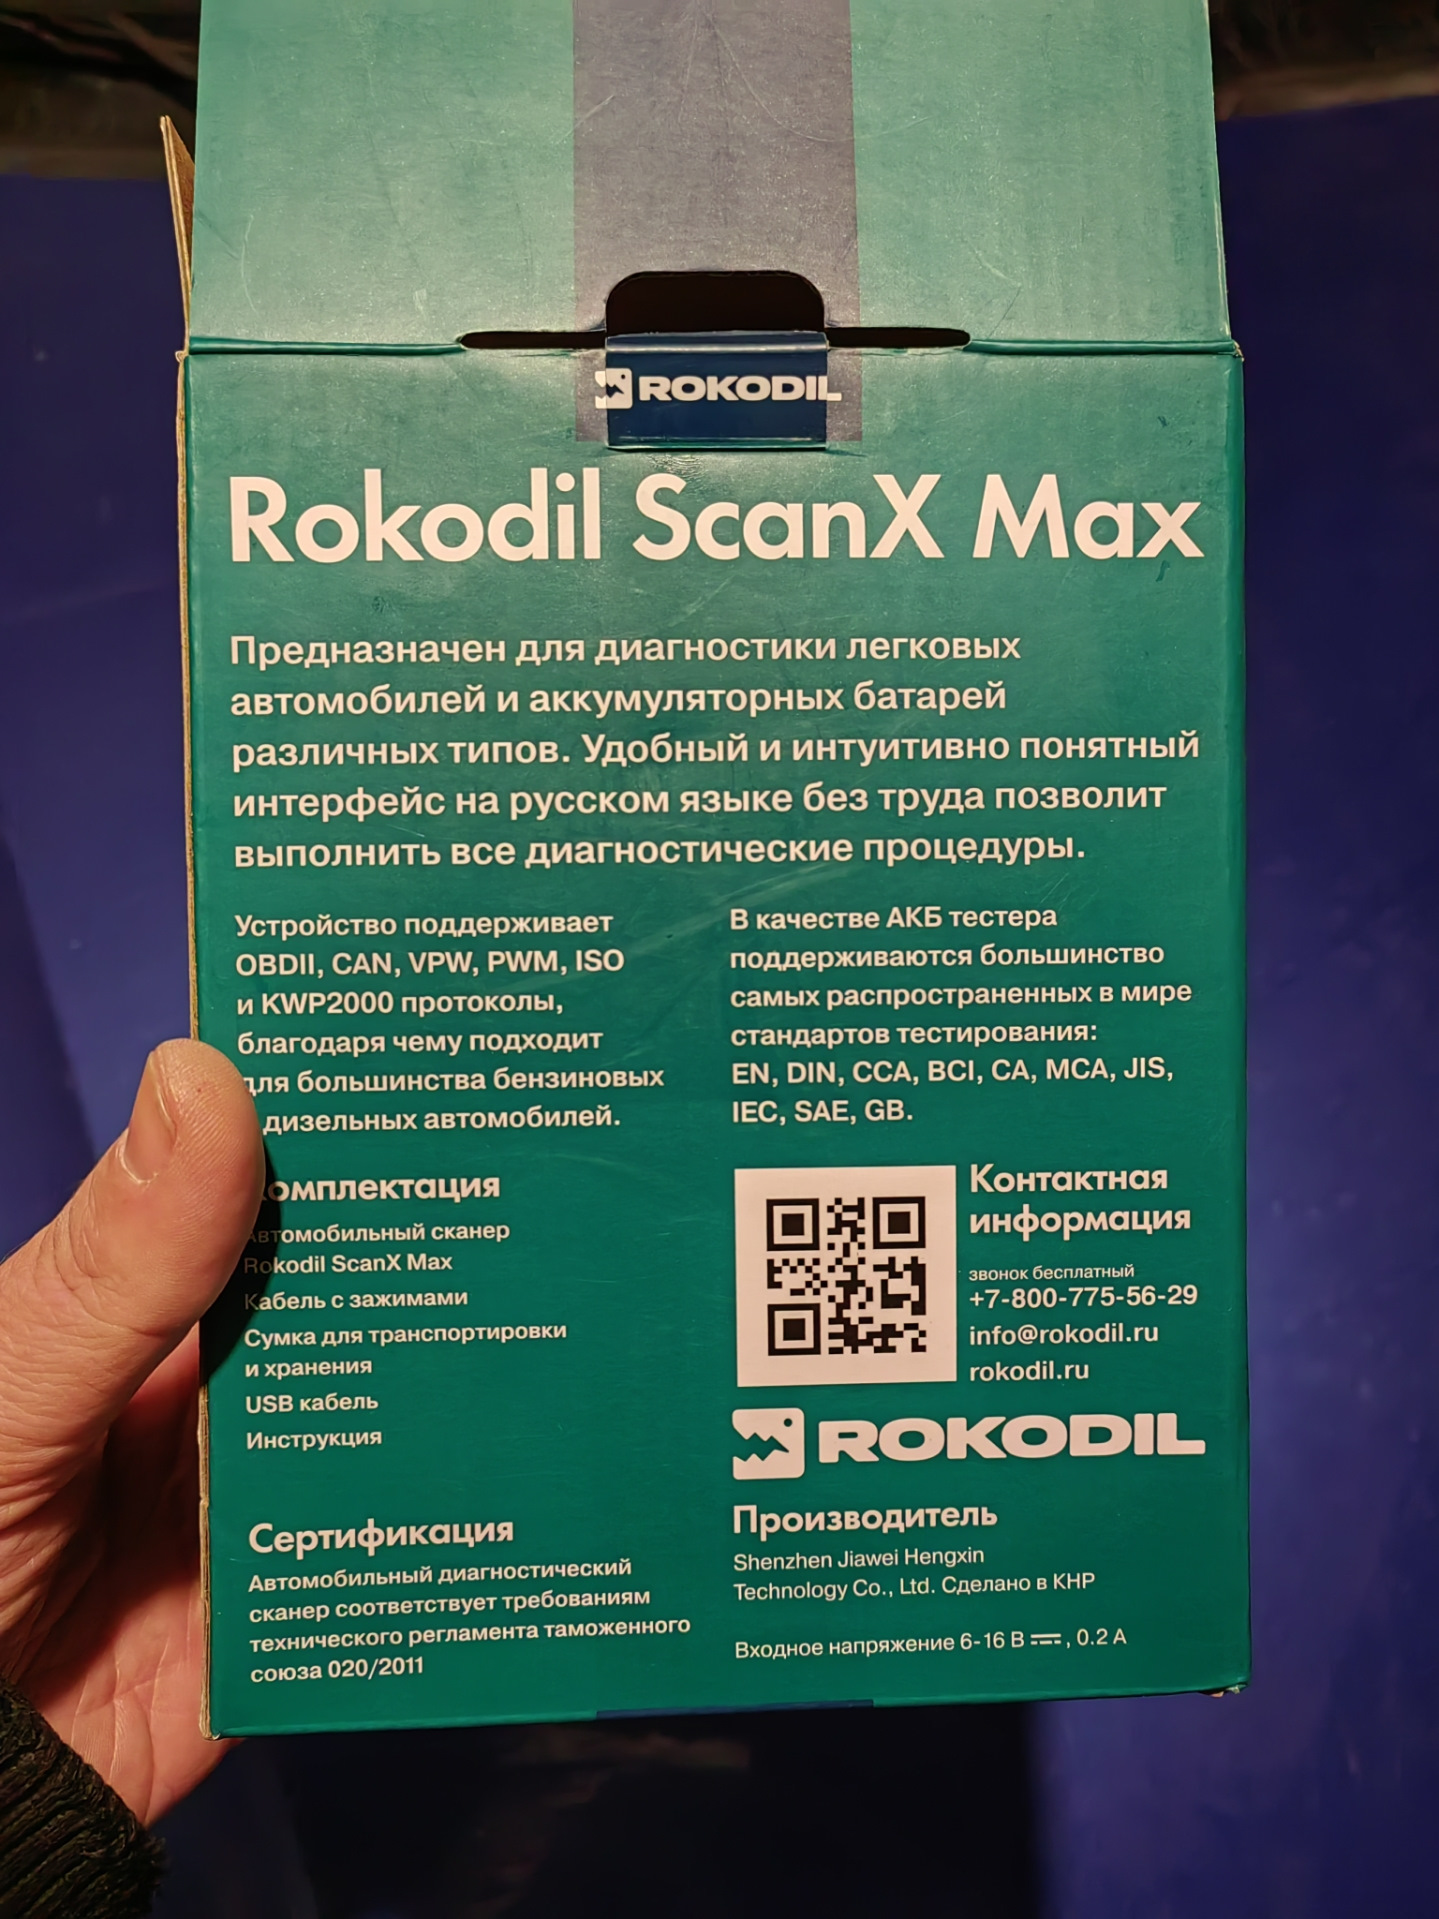 ROKODIL
Rokodil ScanX Max
Предназначен для диагностики легковых
автомобилей и аккумуляторных батарей
различных типов. Удобный и интуитивно понятный
интерфейс на русском языке без труда позволит
выполнить все диагностические процедуры.
Устройство поддерживает
OBDII, CAN, VPW, PWM, ISO
и KWP2000 протоколы,
благодаря чему подходит
для большинства бензиновых
дизельных автомобилей.
В качестве АКБ тестера
поддерживаются большинство
самых распространенных в мире
стандартов тестирования:
EN, DIN, CCA, BCI, CA, MCA, JIS,
IEC, SAE, GB.
Комплектация
Автомобильный сканер
Rokodil ScanX Max
Кабель с зажимами
Сумка для транспортировки
и хранения
USB кабель
Инструкция
Сертификация
Автомобильный диагностический
сканер соответствует требованиям
технического регламента таможенного
союза 020/2011
Контактная
информация
звонок бесплатный
+7-800-775-56-29
info@rokodil.ru
rokodil.ru
ROKODIL
Производитель
Shenzhen Jiawei Hengxin
Technology Co., Ltd. Сделано в КНР
Входное напряжение 6-16 В ⎓, 0.2 А